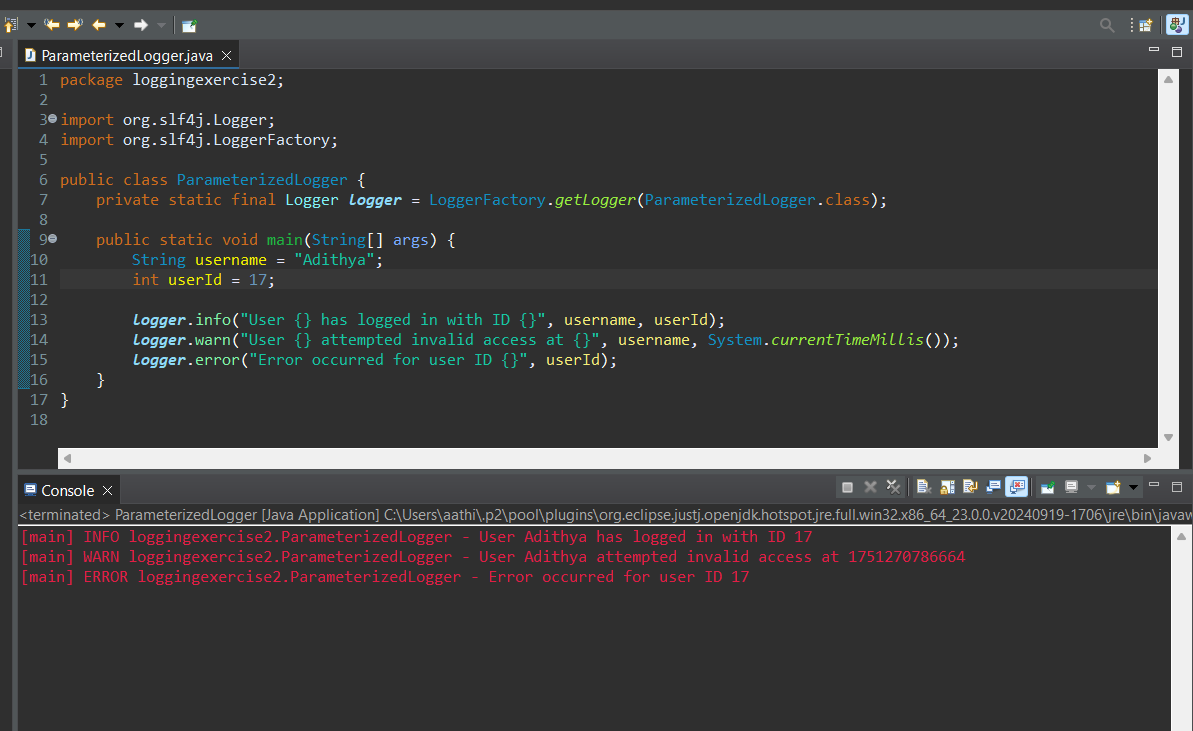 ParameterizedLogger.java
1 package loggingexercise2;
2
3 import org.slf4j.Logger;
4 import org.slf4j.LoggerFactory;
5
6 public class ParameterizedLogger {
7     private static final Logger logger = LoggerFactory.getLogger(ParameterizedLogger.class);
8
9     public static void main(String[] args) {
10         String username = "Adithya";
11         int userId = 17;
12
13         logger.info("User {} has logged in with ID {}", username, userId);
14         logger.warn("User {} attempted invalid access at {}", username, System.currentTimeMillis());
15         logger.error("Error occurred for user ID {}", userId);
16     }
17 }
18
Console
<terminated> ParameterizedLogger [Java Application] C:\Users\aathi\.p2\pool\plugins\org.eclipse.justj.openjdk.hotspot.jre.full.win32.x86_64_23.0.0.v20240919-1706\jre\bin\javaw
[main] INFO loggingexercise2.ParameterizedLogger - User Adithya has logged in with ID 17
[main] WARN loggingexercise2.ParameterizedLogger - User Adithya attempted invalid access at 1751270786664
[main] ERROR loggingexercise2.ParameterizedLogger - Error occurred for user ID 17